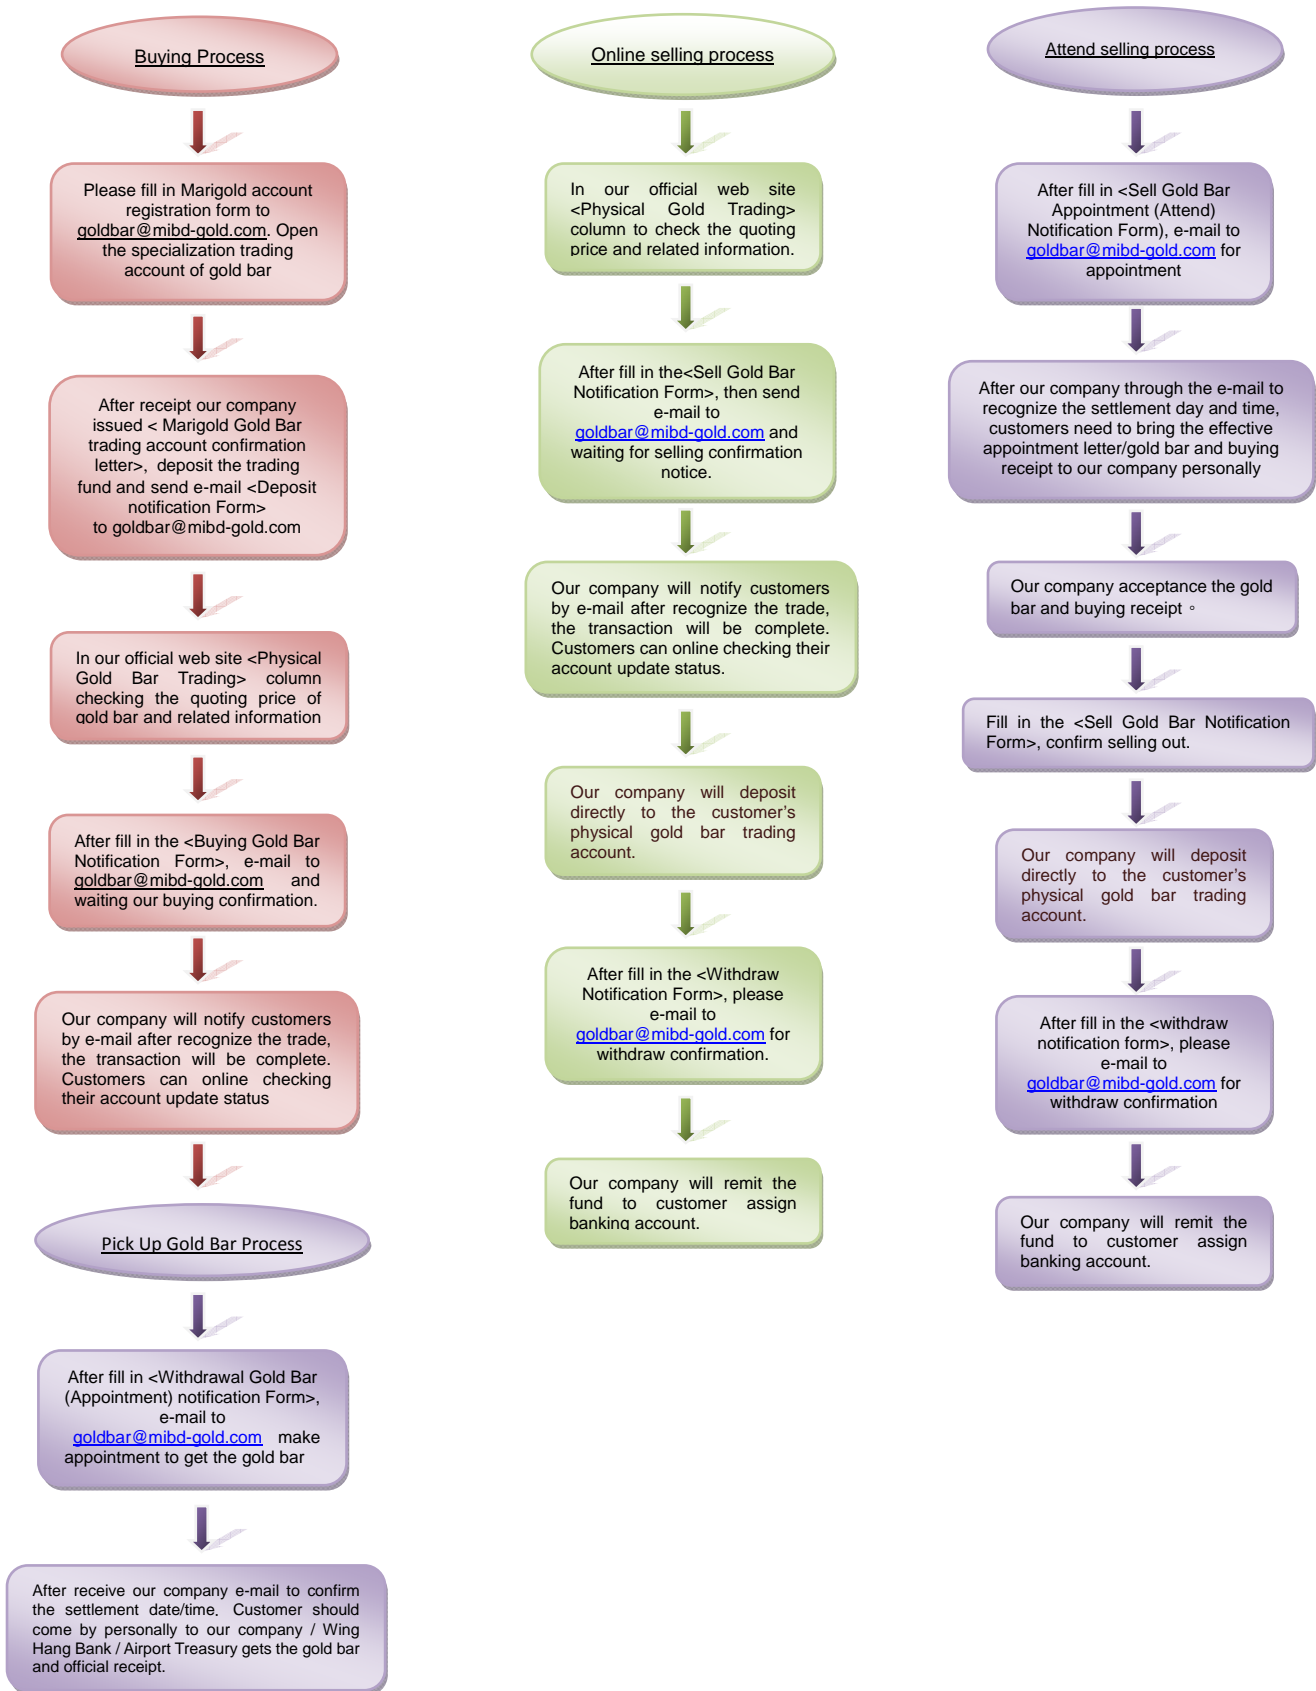 Buying Process
Please fill in Marigold account
registration form to
goldbar@mibd-gold.com. Open
the specialization trading
account of gold bar
After receipt our company
issued < Marigold Gold Bar
trading account confirmation
letter>, deposit the trading
fund and send e-mail <Deposit
notification Form>
to goldbar@mibd-gold.com
In our official web site <Physical
Gold Bar Trading> column
checking the quoting price of
gold bar and related information
After fill in the <Buying Gold Bar
Notification Form>, e-mail to
goldbar@mibd-gold.com and
waiting our buying confirmation.
Our company will notify customers
by e-mail after recognize the trade,
the transaction will be complete.
Customers can online checking
their account update status
Pick Up Gold Bar Process
After fill in <Withdrawal Gold Bar
(Appointment) notification Form>,
e-mail to
goldbar@mibd-gold.com make
appointment to get the gold bar
After receive our company e-mail to confirm
the settlement date/time. Customer should
come by personally to our company / Wing
Hang Bank / Airport Treasury gets the gold bar
and official receipt.
Online selling process
In our official web site
<Physical Gold Trading>
column to check the quoting
price and related information.
After fill in the<Sell Gold Bar
Notification Form>, then send
e-mail to
goldbar@mibd-gold.com and
waiting for selling confirmation
notice.
Our company will notify customers
by e-mail after recognize the trade,
the transaction will be complete.
Customers can online checking their
account update status.
Our company will deposit
directly to the customer’s
physical gold bar trading
account.
After fill in the <Withdraw
Notification Form>, please
e-mail to
goldbar@mibd-gold.com for
withdraw confirmation.
Our company will remit the
fund to customer assign
banking account.
Attend selling process
After fill in <Sell Gold Bar
Appointment (Attend)
Notification Form), e-mail to
goldbar@mibd-gold.com for
appointment
After our company through the e-mail to
recognize the settlement day and time,
customers need to bring the effective
appointment letter/gold bar and buying
receipt to our company personally
Our company acceptance the gold
bar and buying receipt。
Fill in the <Sell Gold Bar Notification
Form>, confirm selling out.
Our company will deposit
directly to the customer’s
physical gold bar trading
account.
After fill in the <withdraw
notification form>, please
e-mail to
goldbar@mibd-gold.com for
withdraw confirmation
Our company will remit the
fund to customer assign
banking account.